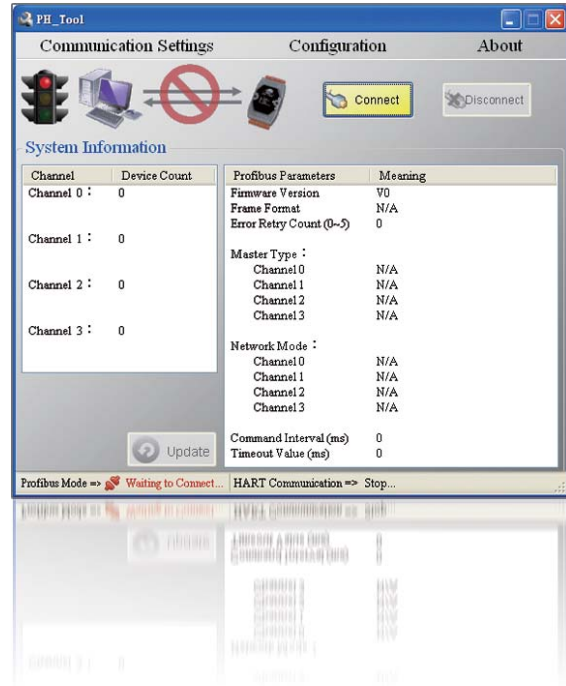 PH_Tool
Communication Settings Configuration About
Connect Disconnect
System Information
Channel Device Count
Channel 0 : 0
Channel 1 : 0
Channel 2 : 0
Channel 3 : 0
Update
Profibus Parameters Meaning
Firmware Version V0
Frame Format N/A
Error Retry Count (0~5) 0
Master Type :
Channel 0 N/A
Channel 1 N/A
Channel 2 N/A
Channel 3 N/A
Network Mode :
Channel 0 N/A
Channel 1 N/A
Channel 2 N/A
Channel 3 N/A
Command Interval (ms) 0
Timeout Value (ms) 0
Profibus Mode => Waiting to Connect... HART Communication => Stop...